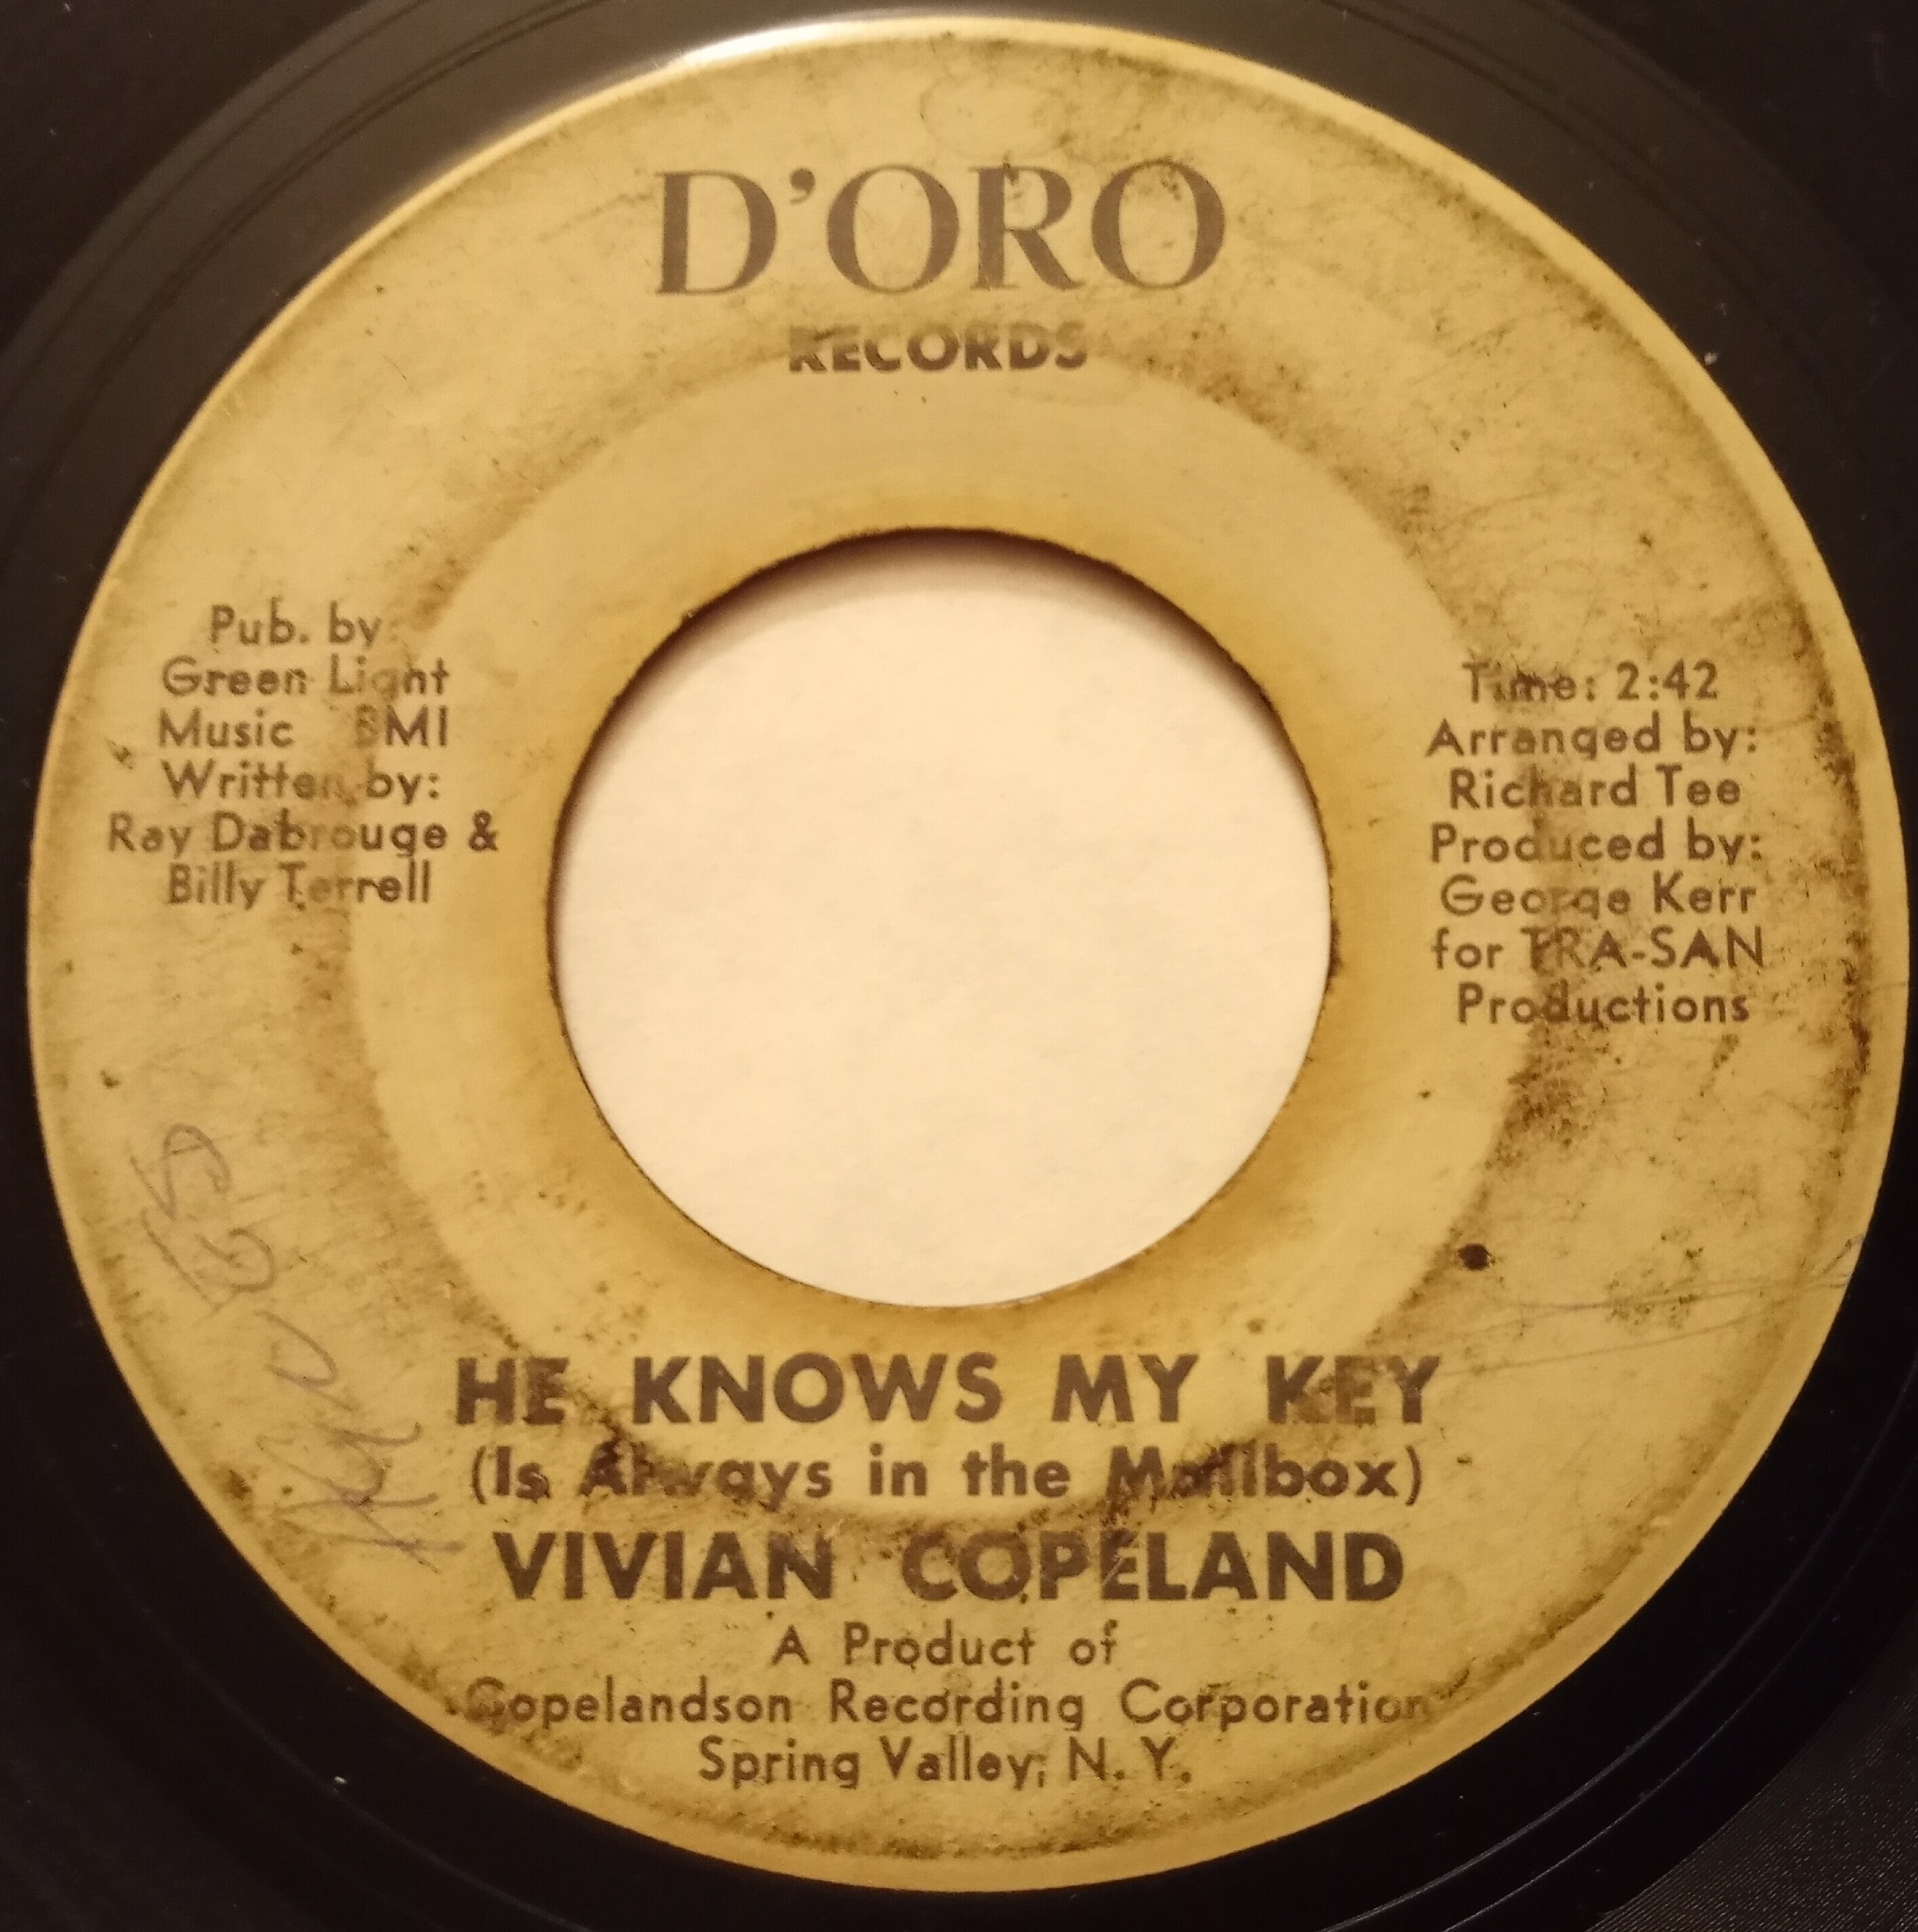 D'ORO
RECORDS
Pub. by:
Green Light
Music BMI
Written by:
Ray Dabrouge &
Billy Terrell
Time: 2:42
Arranged by:
Richard Tee
Produced by:
George Kerr
for TRA-SAN
Productions
HE KNOWS MY KEY
(Is Always in the Mailbox)
VIVIAN COPELAND
A Product of
Copelandson Recording Corporation
Spring Valley, N. Y.